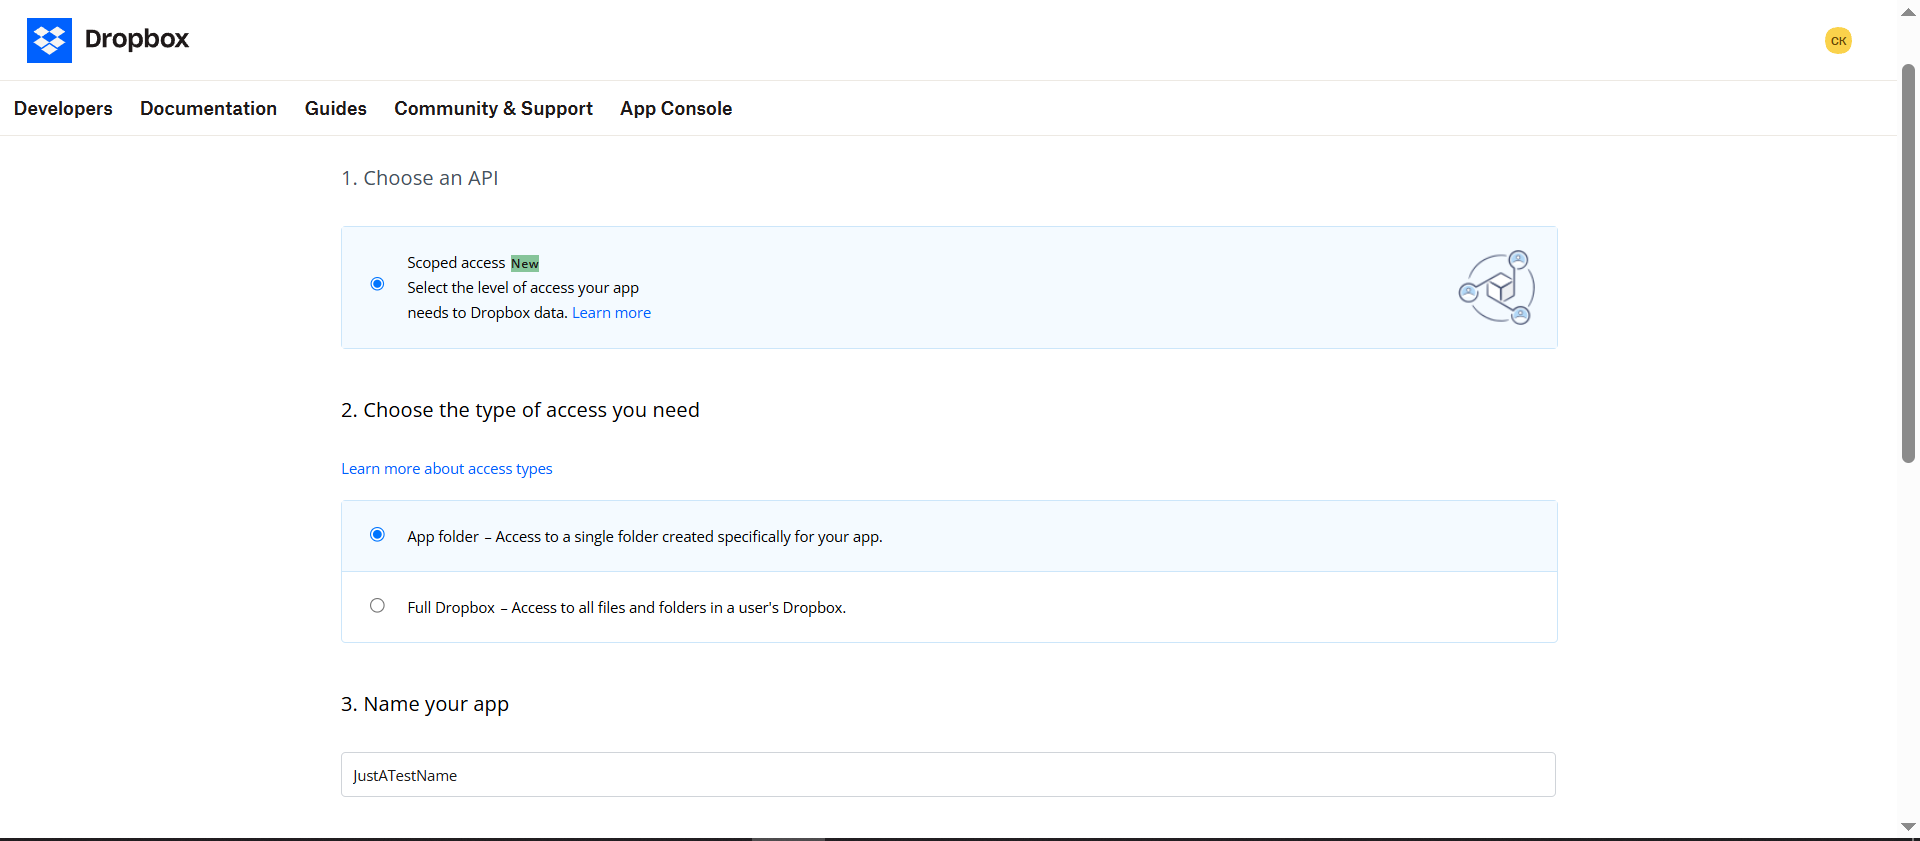 Dropbox
CK
Developers Documentation Guides Community & Support App Console
1. Choose an API
Scoped access New
Select the level of access your app
needs to Dropbox data. Learn more
2. Choose the type of access you need
Learn more about access types
App folder – Access to a single folder created specifically for your app.
Full Dropbox – Access to all files and folders in a user's Dropbox.
3. Name your app
JustATestName